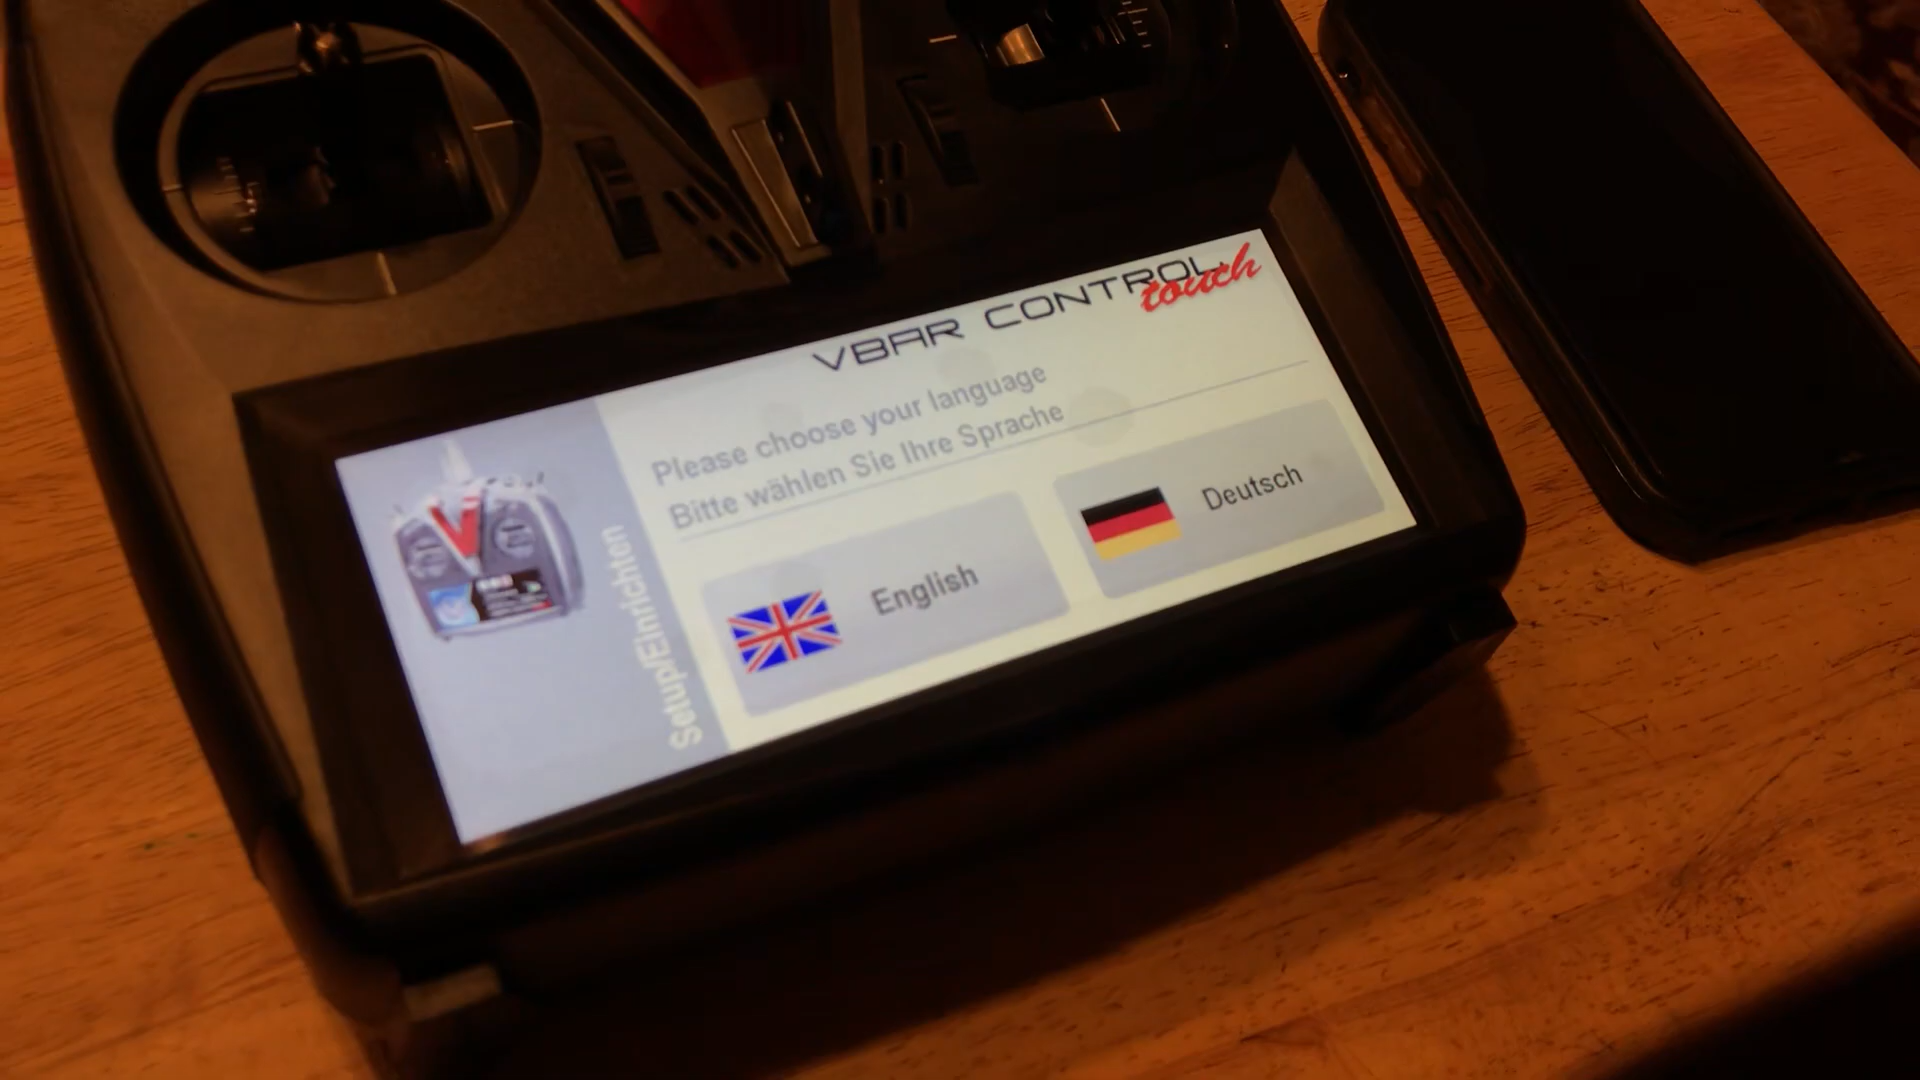 VBAR CONTROL
touch
Please choose your language
Bitte wählen Sie Ihre Sprache
Setup/Einrichten
English
Deutsch